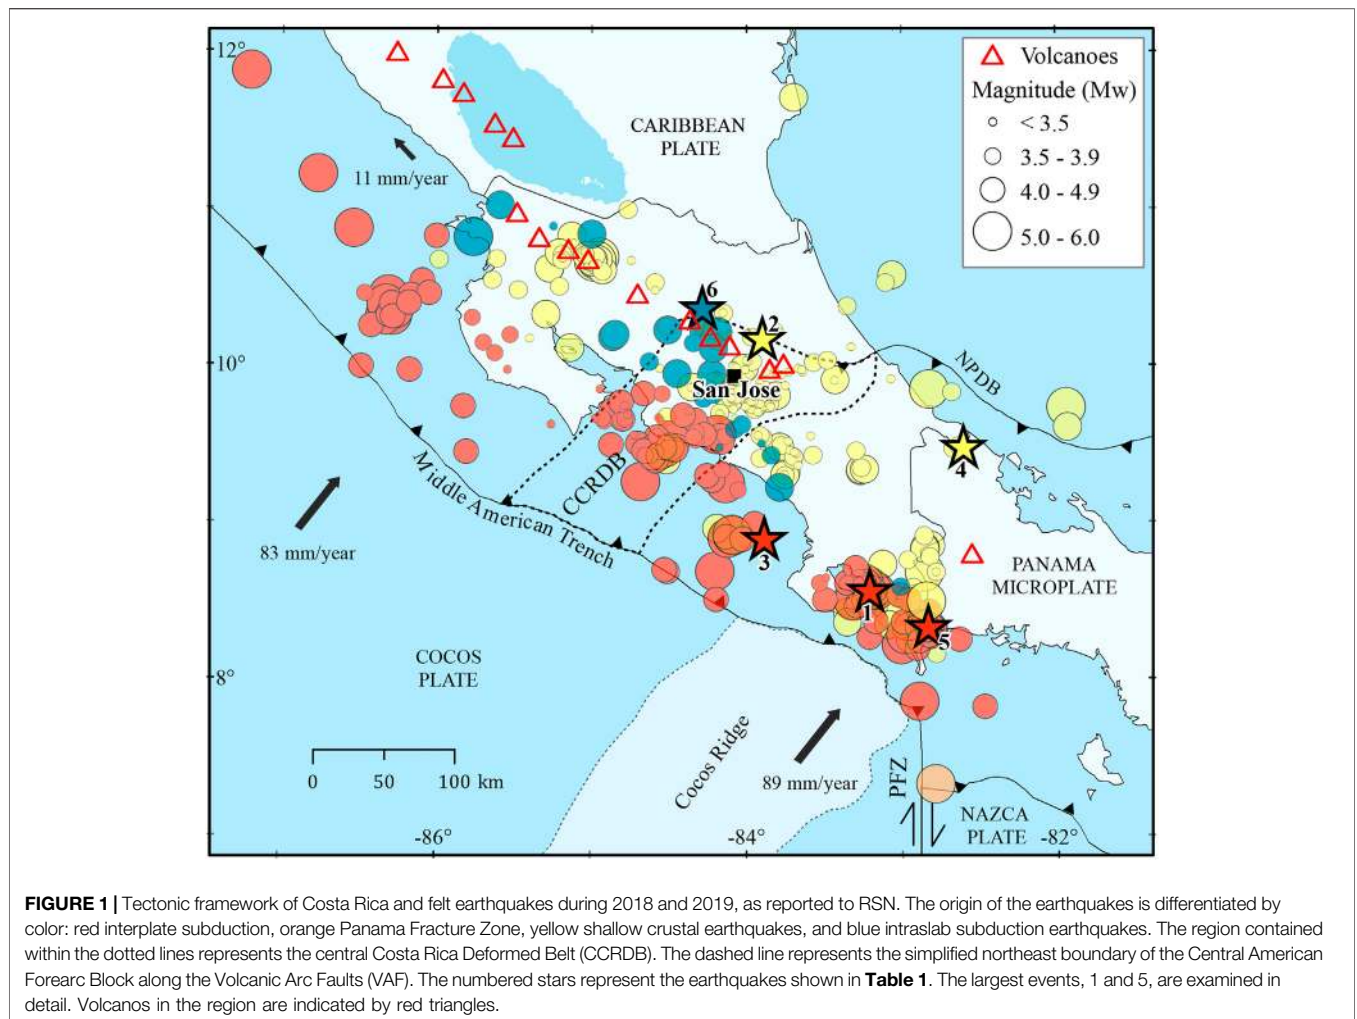 12°
CARIBBEAN
PLATE
Volcanoes
Magnitude (Mw)
< 3.5
3.5 - 3.9
4.0 - 4.9
5.0 - 6.0
11 mm/year
6
2
10°
San Jose
NPDB
4
CCRDB
Middle American Trench
83 mm/year
3
PANAMA
MICROPLATE
1
5
COCOS
PLATE
8°
Cocos Ridge
89 mm/year
PFZ
NAZCA
PLATE
0 50 100 km
-86°
-84°
-82°
FIGURE 1 | Tectonic framework of Costa Rica and felt earthquakes during 2018 and 2019, as reported to RSN. The origin of the earthquakes is differentiated by
color: red interplate subduction, orange Panama Fracture Zone, yellow shallow crustal earthquakes, and blue intraslab subduction earthquakes. The region contained
within the dotted lines represents the central Costa Rica Deformed Belt (CCRDB). The dashed line represents the simplified northeast boundary of the Central American
Forearc Block along the Volcanic Arc Faults (VAF). The numbered stars represent the earthquakes shown in Table 1. The largest events, 1 and 5, are examined in
detail. Volcanos in the region are indicated by red triangles.